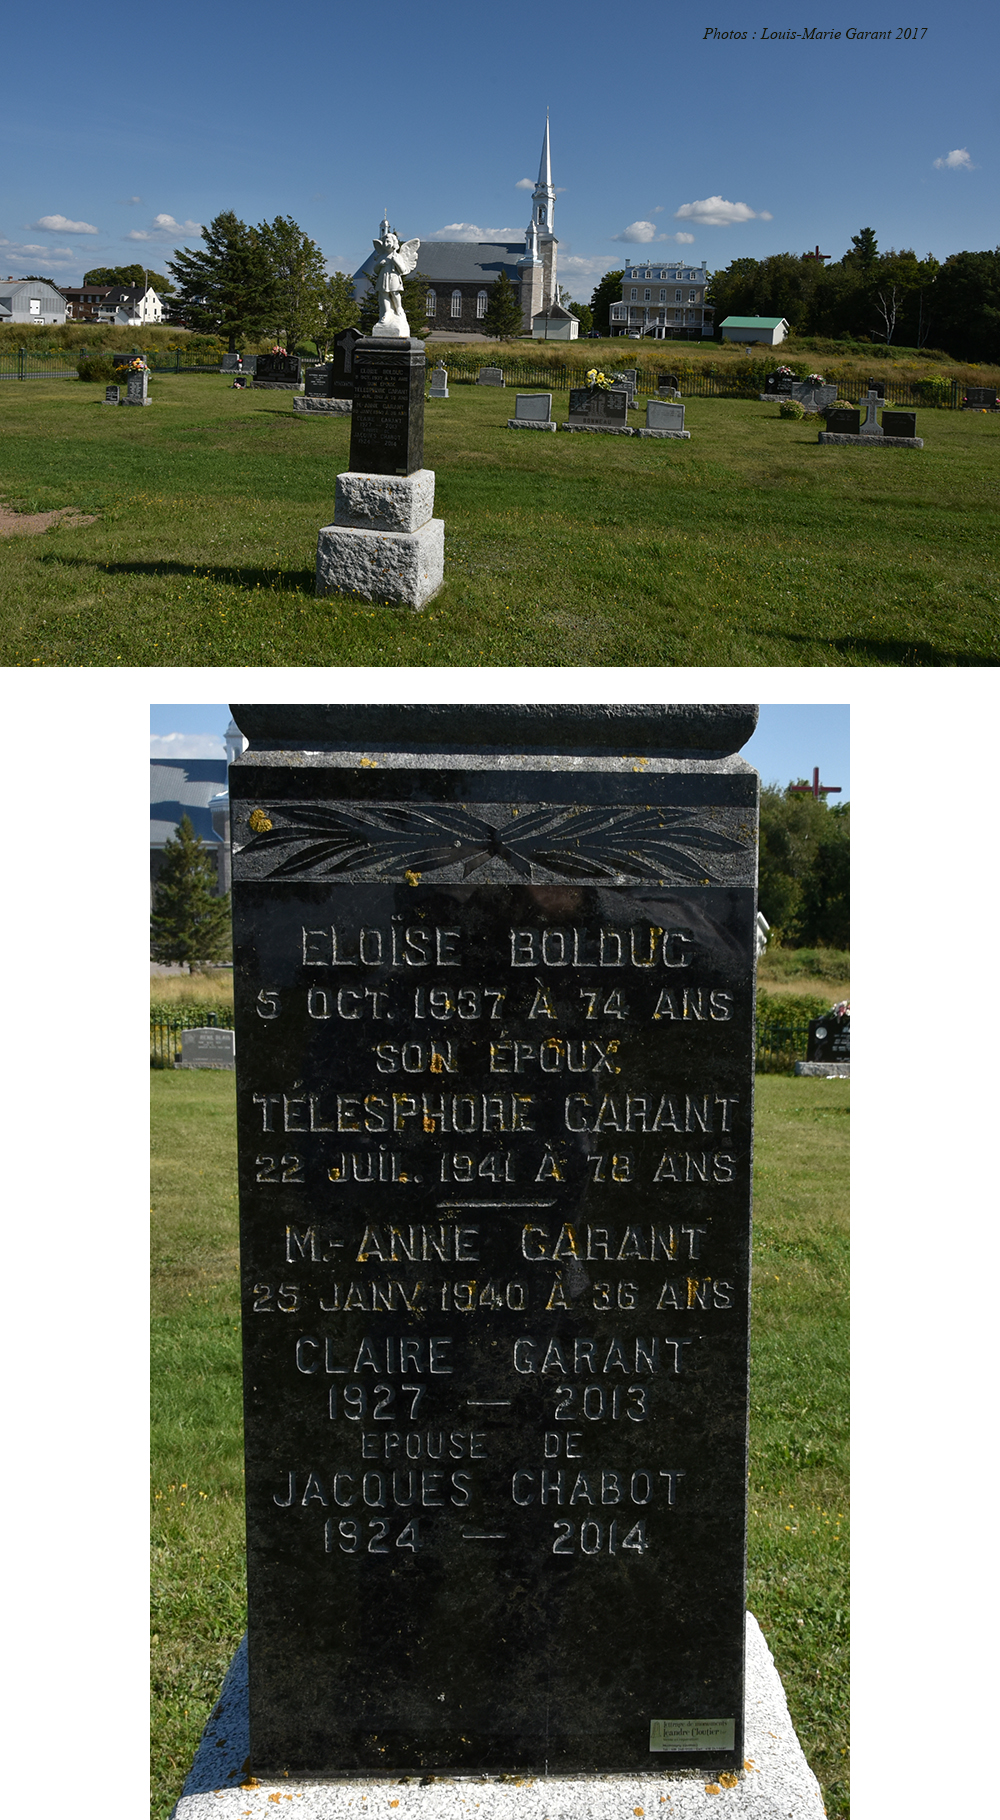 Photos : Louis-Marie Garant 2017
ELOÏSE BOLDUC
5 OCT. 1937 À 74 ANS
SON ÉPOUX
TÉLESPHORE GARANT
22 JUIL. 1941 À 78 ANS
M.-ANNE GARANT
25 JANV. 1940 À 36 ANS
CLAIRE GARANT
1927 — 2013
EPOUSE DE
JACQUES CHABOT
1924 — 2014